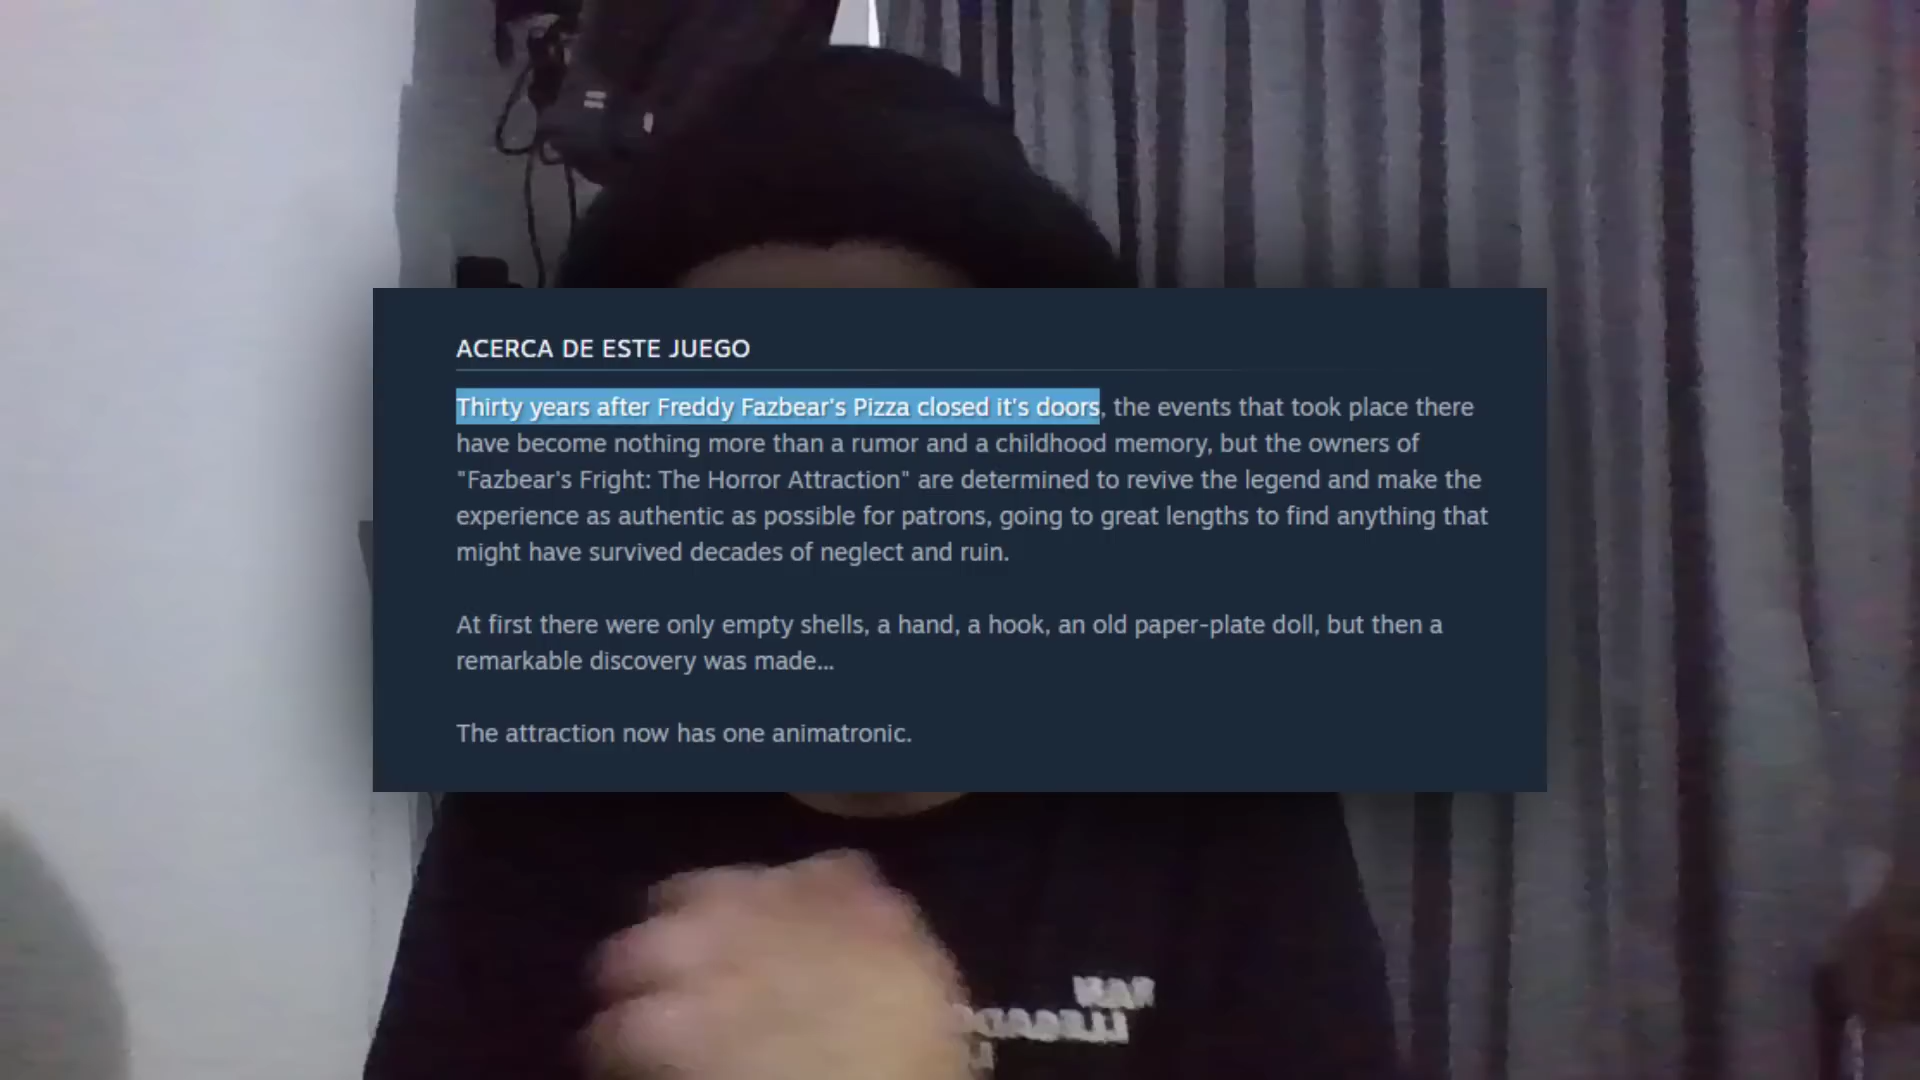 ACERCA DE ESTE JUEGO
Thirty years after Freddy Fazbear's Pizza closed it's doors, the events that took place there
have become nothing more than a rumor and a childhood memory, but the owners of
"Fazbear's Fright: The Horror Attraction" are determined to revive the legend and make the
experience as authentic as possible for patrons, going to great lengths to find anything that
might have survived decades of neglect and ruin.
At first there were only empty shells, a hand, a hook, an old paper-plate doll, but then a
remarkable discovery was made...
The attraction now has one animatronic.